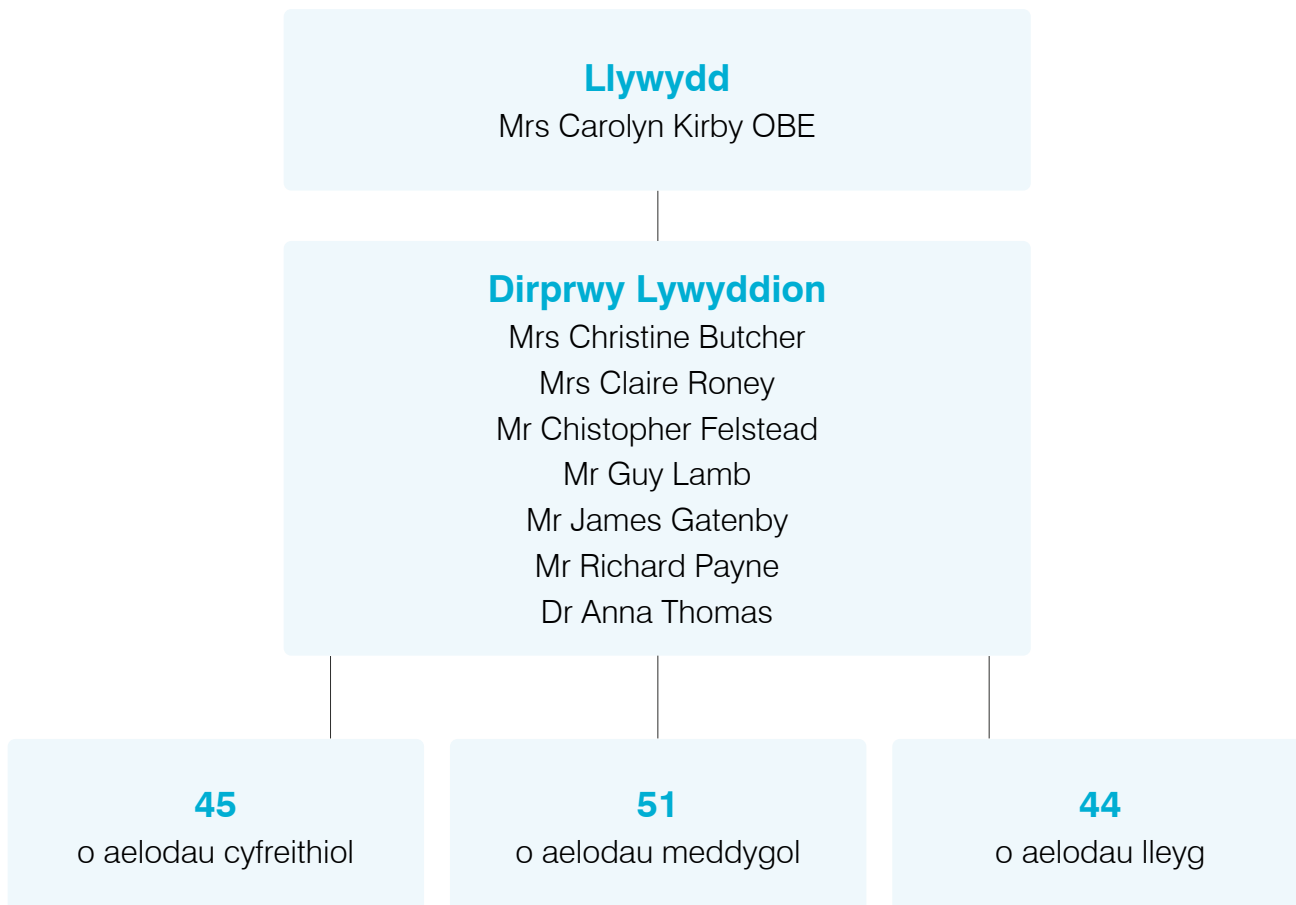 Llywydd
Mrs Carolyn Kirby OBE
Dirprwy Lywyddion
Mrs Christine Butcher
Mrs Claire Roney
Mr Chistopher Felstead
Mr Guy Lamb
Mr James Gatenby
Mr Richard Payne
Dr Anna Thomas
45
o aelodau cyfreithiol
51
o aelodau meddygol
44
o aelodau lleyg